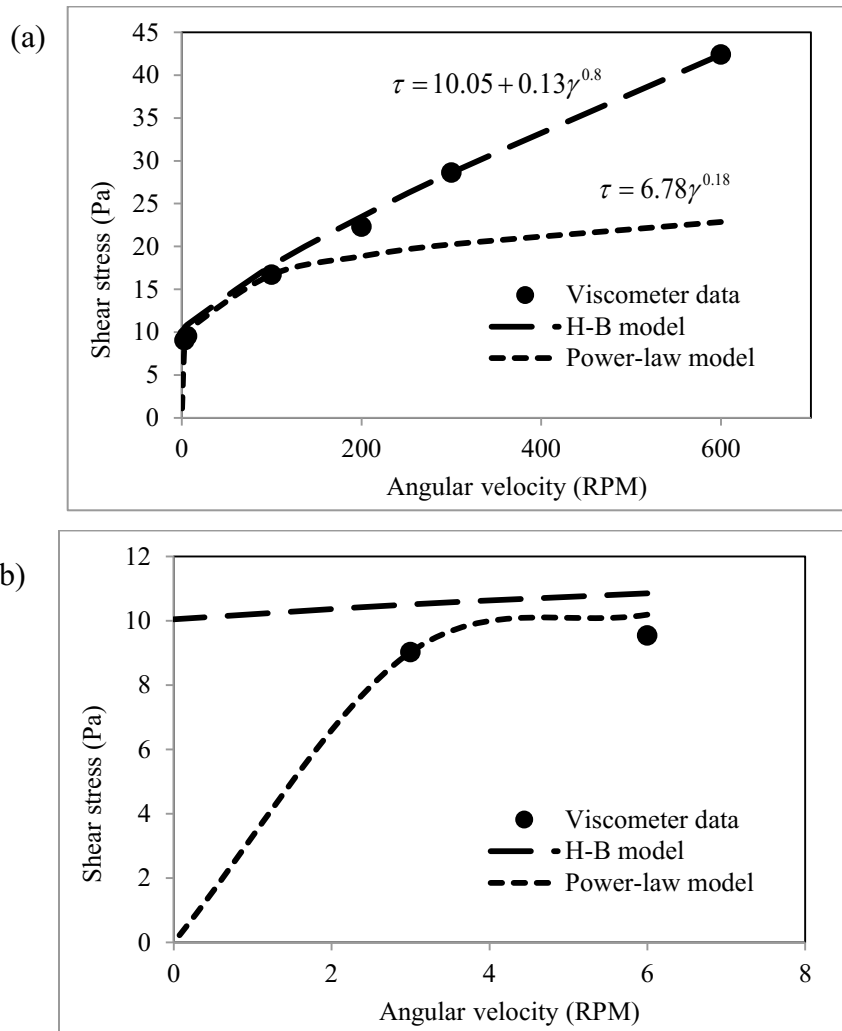 (a)
45
40
35
30
25
20
15
10
5
0
τ = 10.05 + 0.13γ^0.8
τ = 6.78γ^0.18
Shear stress (Pa)
Viscometer data
H-B model
Power-law model
0 200 400 600
Angular velocity (RPM)
b)
12
10
8
6
4
2
0
Shear stress (Pa)
Viscometer data
H-B model
Power-law model
0 2 4 6 8
Angular velocity (RPM)